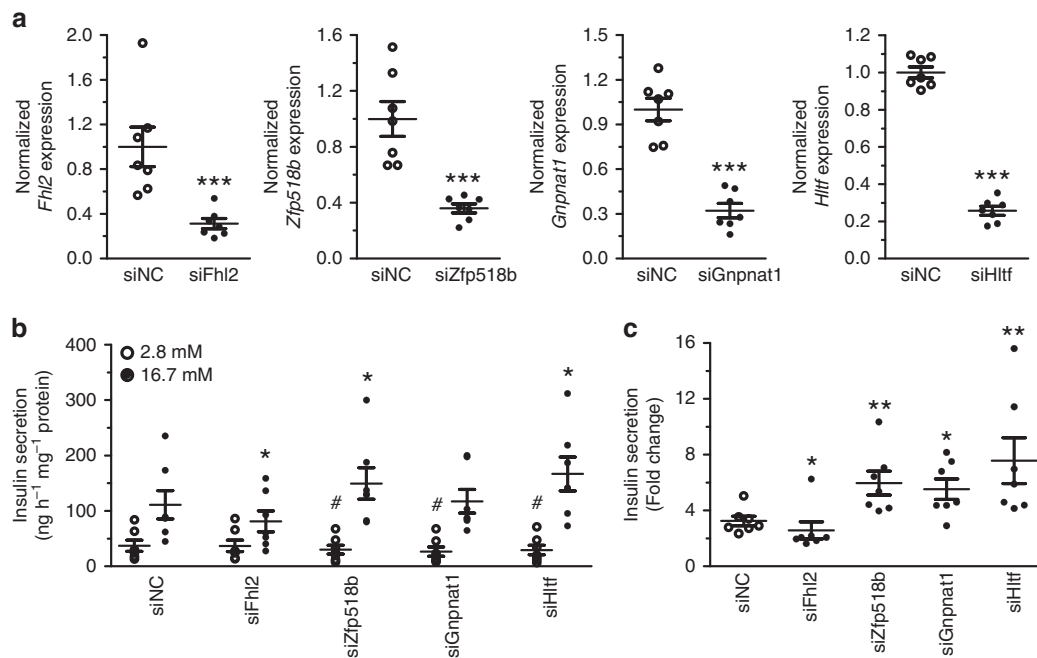 a
2.0
1.6
1.2
0.8
0.4
0.0
Normalized
Fhl2 expression
***
siNC siFhl2
1.6
1.2
0.8
0.4
0.0
Normalized
Zfp518b expression
***
siNC siZfp518b
1.5
1.2
0.9
0.6
0.3
0.0
Normalized
Gnpnat1 expression
***
siNC siGnpnat1
1.2
1.0
0.8
0.6
0.4
0.2
0.0
Normalized
Hltf expression
***
siNC siHltf
b
400
300
200
150
100
50
0
Insulin secretion
(ng h⁻¹ mg⁻¹ protein)
2.8 mM
16.7 mM
*
# *
#
# *
siNC
siFhl2
siZfp518b
siGnpnat1
siHltf
c
16
12
8
4
0
Insulin secretion
(Fold change)
*
**
*
**
siNC
siFhl2
siZfp518b
siGnpnat1
siHltf